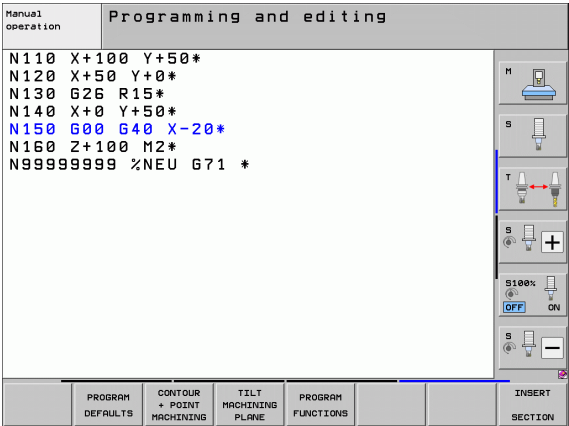 Manual
operation
Programming and editing
N110 X+100 Y+50*
N120 X+50 Y+0*
N130 G26 R15*
N140 X+0 Y+50*
N150 G00 G40 X-20*
N160 Z+100 M2*
N99999999 %NEU G71 *
M
S
T
S
+
S100%
OFF ON
S
−
PROGRAM
DEFAULTS
CONTOUR
+ POINT
MACHINING
TILT
MACHINING
PLANE
PROGRAM
FUNCTIONS
INSERT
SECTION